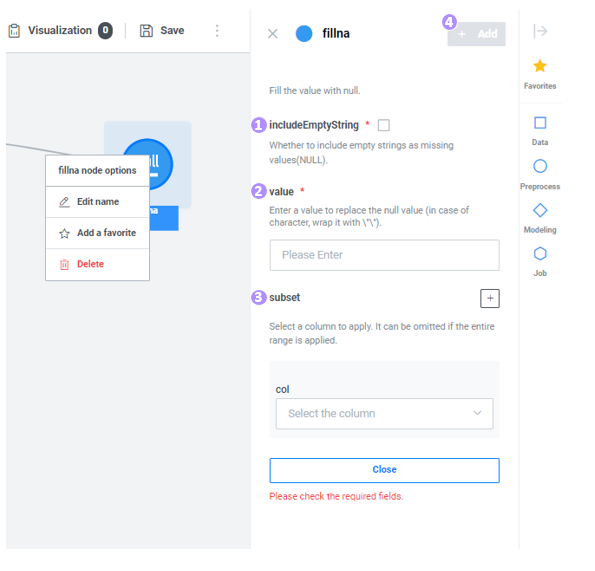 Visualization 0
Save
fillna
4
+ Add
Fill the value with null.
1 includeEmptyString *
Whether to include empty strings as missing
values(NULL).
2 value *
Enter a value to replace the null value (in case of
character, wrap it with \"\").
Please Enter
3 subset
+
Select a column to apply. It can be omitted if the entire
range is applied.
col
Select the column
Close
Please check the required fields.
fillna node options
Edit name
Add a favorite
Delete
Favorites
Data
Preprocess
Modeling
Job